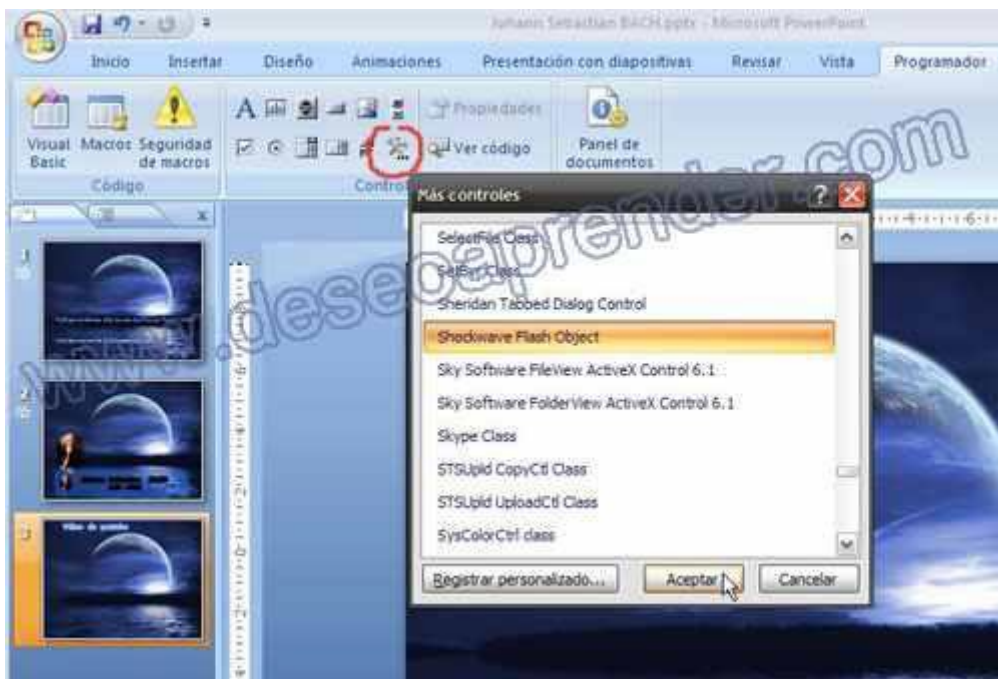 Johann Sebastian BACH.pptx - Microsoft PowerPoint
Inicio Insertar Diseño Animaciones Presentación con diapositivas Revisar Vista Programador
Visual Basic
Macros
Seguridad de macros
Propiedades
Ver código
Panel de documentos
Código
www.deseoaprender.com
Más controles
SelectFile Class
Sheridan Tabbed Dialog Control
Shockwave Flash Object
Sky Software FileView ActiveX Control 6.1
Sky Software FolderView ActiveX Control 6.1
Skype Class
STSUpld CopyCtl Class
STSUpld UploadCtl Class
SysColorCtrl class
Registrar personalizado... Aceptar Cancelar